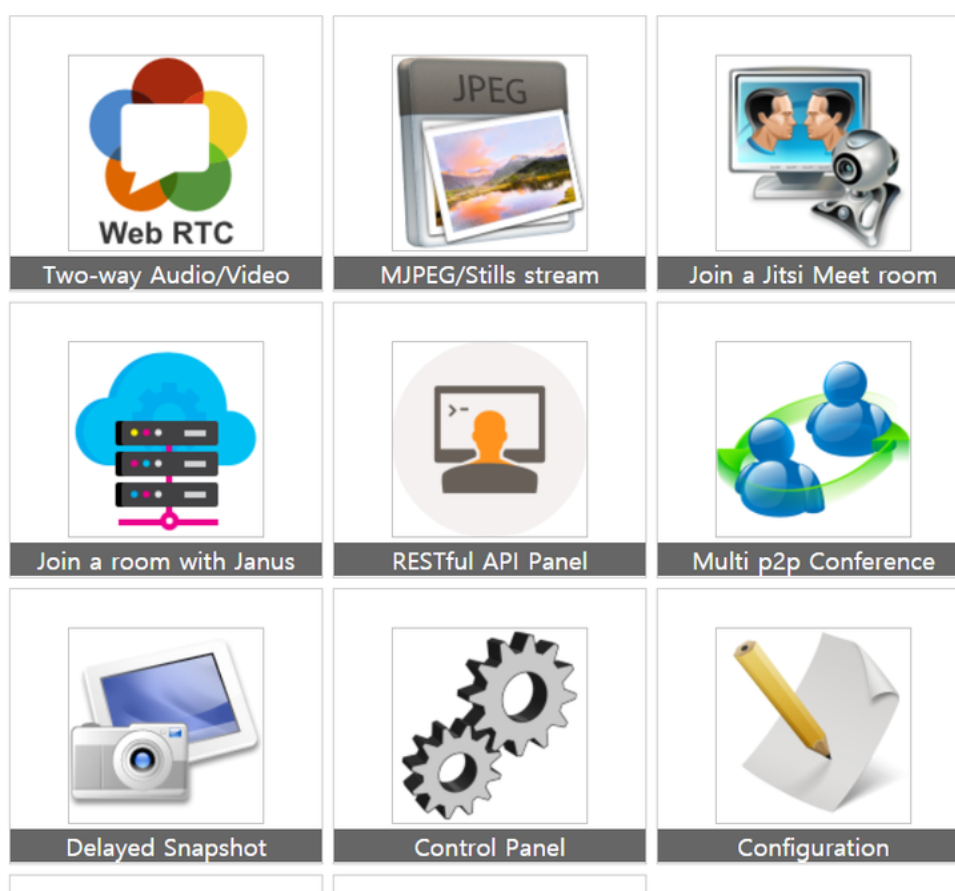 Web RTC
Two-way Audio/Video
JPEG
MJPEG/Stills stream
Join a Jitsi Meet room
Join a room with Janus
>-
RESTful API Panel
Multi p2p Conference
Delayed Snapshot
Control Panel
Configuration